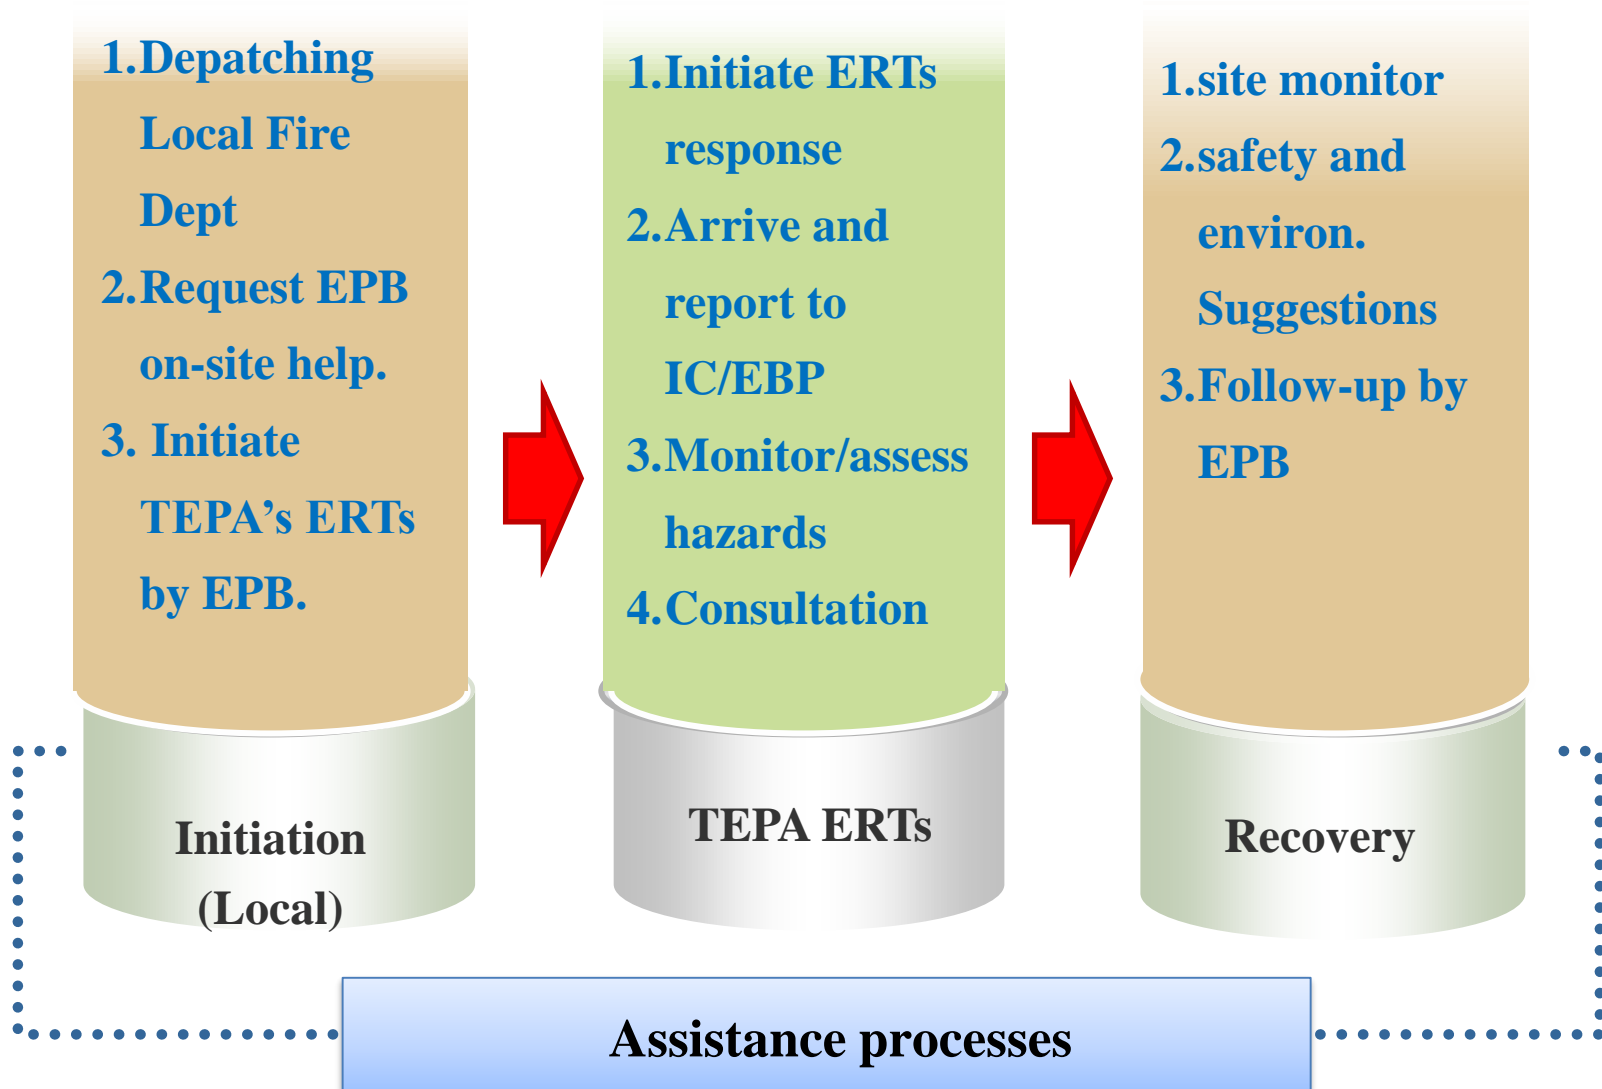 1.Depatching
Local Fire
Dept
2.Request EPB
on-site help.
3. Initiate
TEPA’s ERTs
by EPB.
Initiation
(Local)
1.Initiate ERTs
response
2.Arrive and
report to
IC/EBP
3.Monitor/assess
hazards
4.Consultation
TEPA ERTs
1.site monitor
2.safety and
environ.
Suggestions
3.Follow-up by
EPB
Recovery
Assistance processes